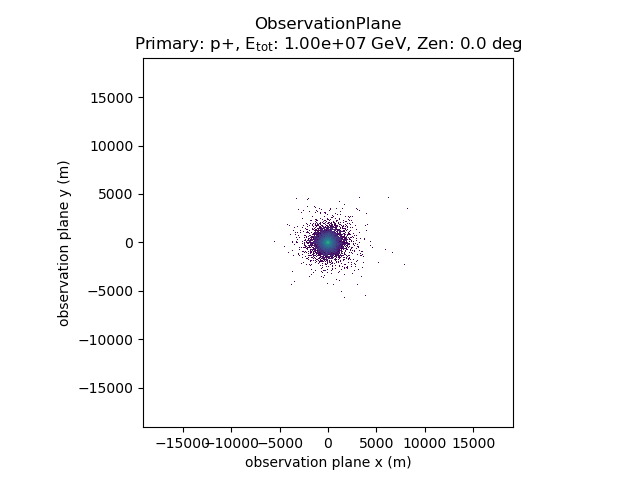 ObservationPlane
Primary: p+, E_tot: 1.00e+07 GeV, Zen: 0.0 deg
15000
10000
5000
0
−5000
−10000
−15000
observation plane y (m)
−15000 −10000 −5000 0 5000 10000 15000
observation plane x (m)